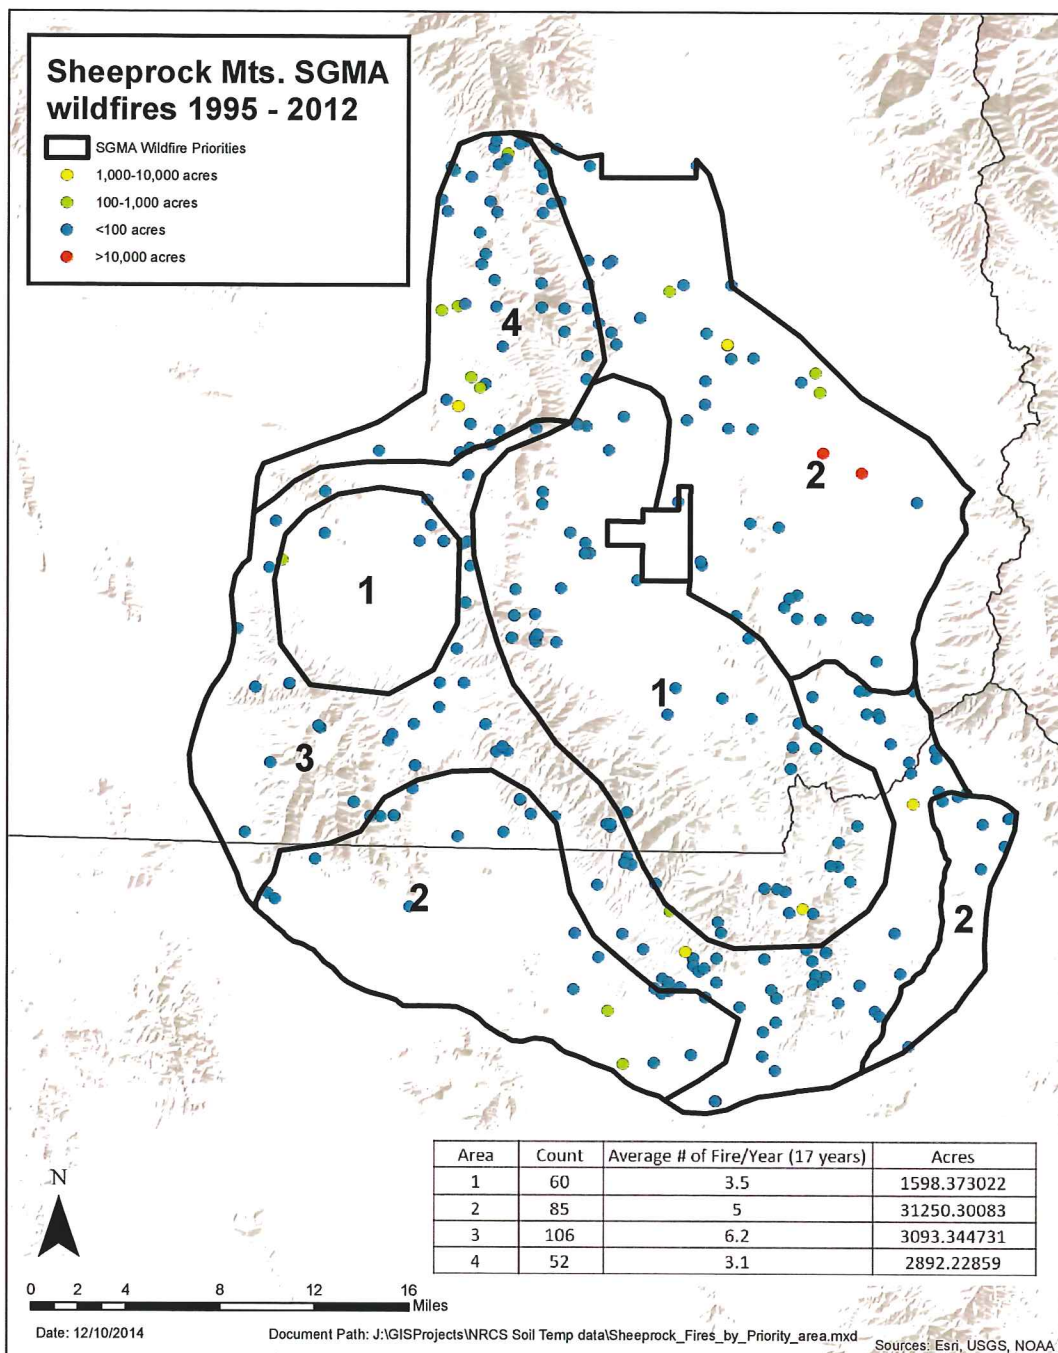 Sheeprock Mts. SGMA
wildfires 1995 - 2012
SGMA Wildfire Priorities
1,000-10,000 acres
100-1,000 acres
<100 acres
>10,000 acres
4
2
1
1
3
2
2
Area Count Average # of Fire/Year (17 years) Acres
1 60 3.5 1598.373022
2 85 5 31250.30083
3 106 6.2 3093.344731
4 52 3.1 2892.22859
N
0 2 4 8 12 16
Miles
Date: 12/10/2014 Document Path: J:\GISProjects\NRCS Soil Temp data\Sheeprock_Fires_by_Priority_area.mxd Sources: Esri, USGS, NOAA